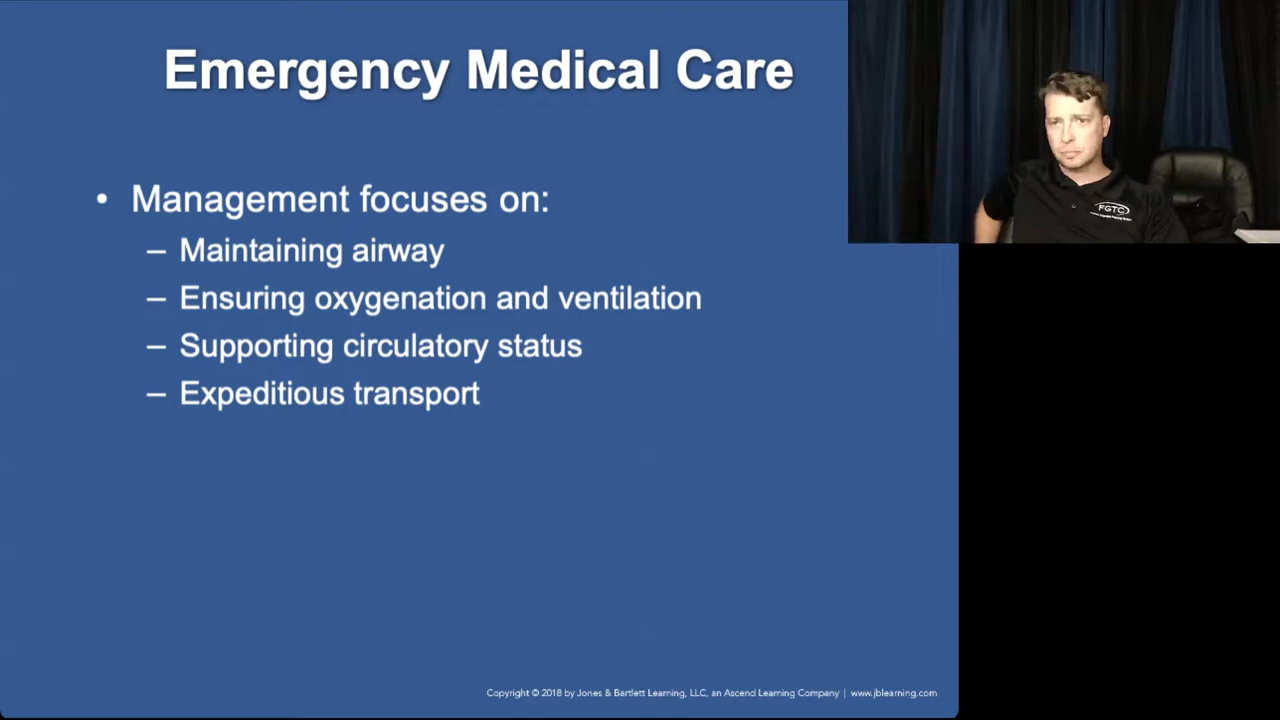 Emergency Medical Care
• Management focuses on:
– Maintaining airway
– Ensuring oxygenation and ventilation
– Supporting circulatory status
– Expeditious transport
FGTC
Copyright © 2018 by Jones & Bartlett Learning, LLC, an Ascend Learning Company | www.jblearning.com